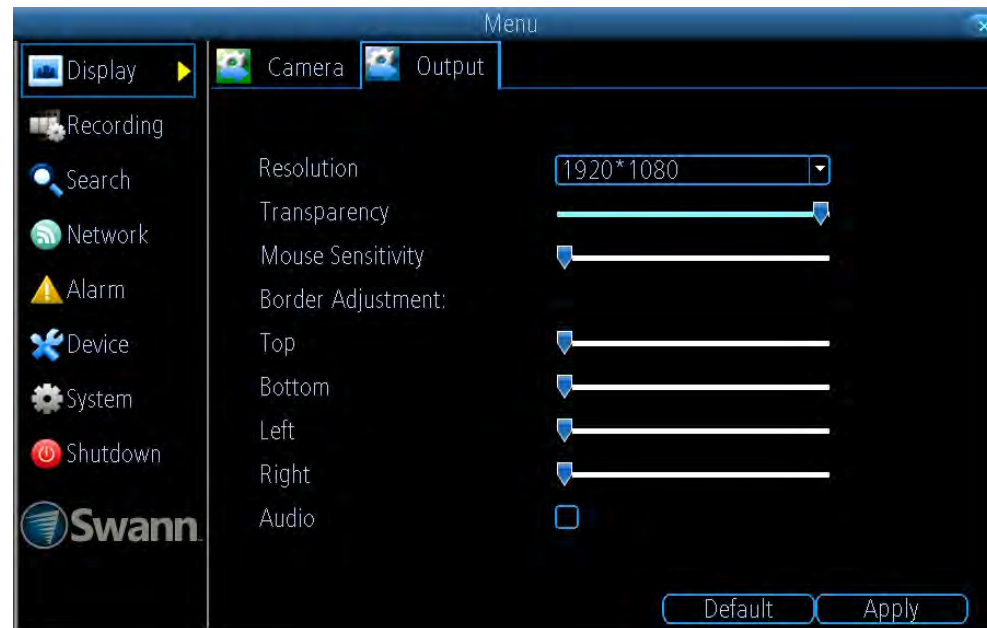 Menu
Display
Camera
Output
Recording
Search
Network
Alarm
Device
System
Shutdown
Swann
Resolution
1920*1080
Transparency
Mouse Sensitivity
Border Adjustment:
Top
Bottom
Left
Right
Audio
Default
Apply